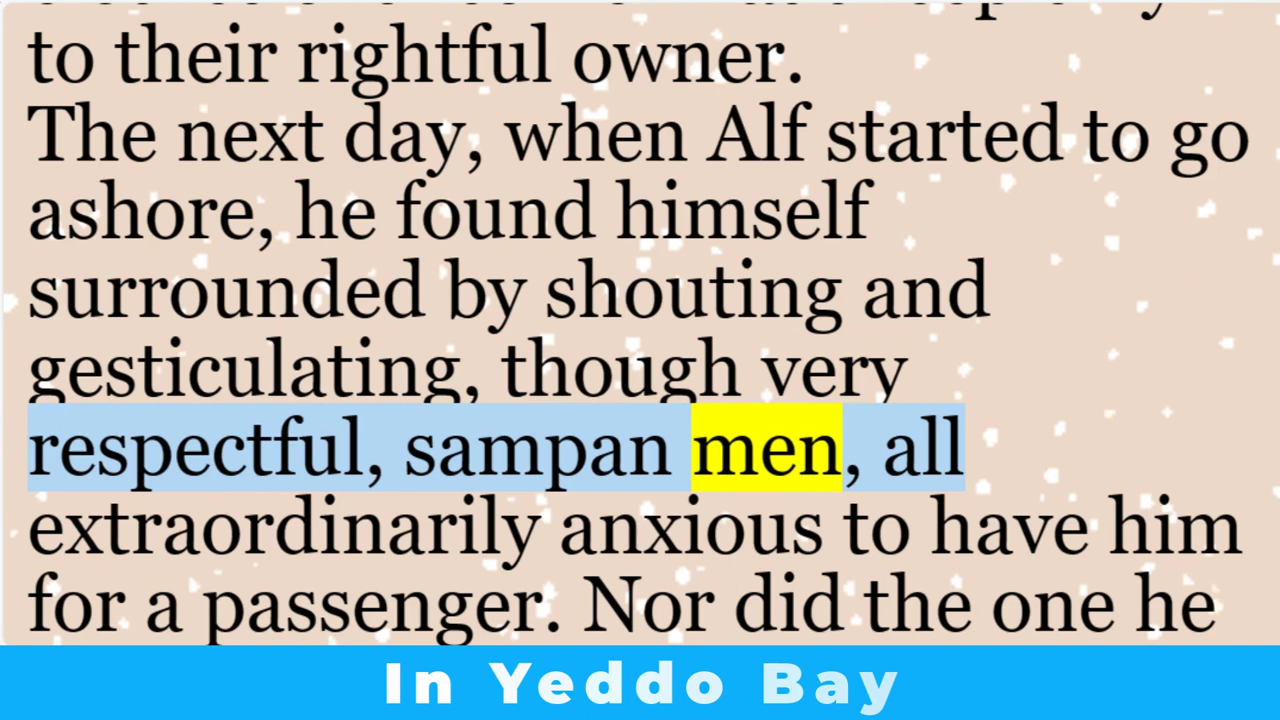 to their rightful owner.
The next day, when Alf started to go
ashore, he found himself
surrounded by shouting and
gesticulating, though very
respectful, sampan men, all
extraordinarily anxious to have him
for a passenger. Nor did the one he
In Yeddo Bay